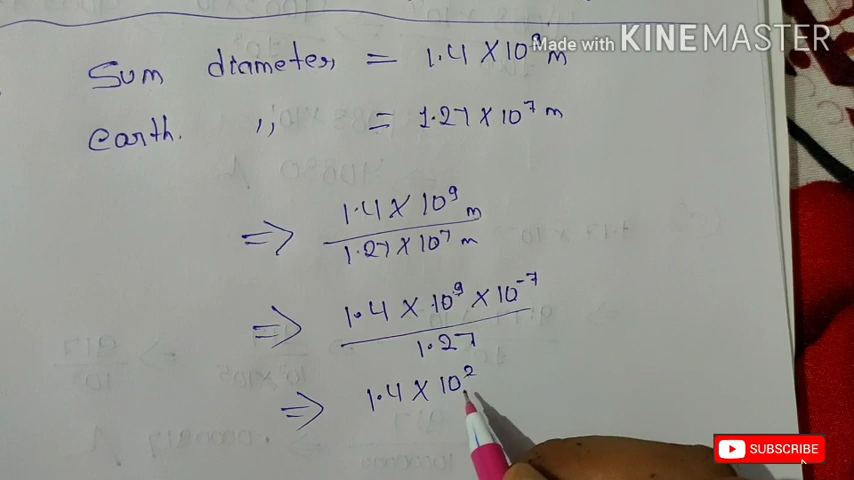 Made with KINEMASTER
Sum diameter, = 1.4 × 10⁹ m
earth. ,, = 1.27 × 10⁷ m
=> 1.4 × 10⁹ m
1.27 × 10⁷ m
=> 1.4 × 10⁹ × 10⁻⁷
1.27
=> 1.4 × 10²
SUBSCRIBE